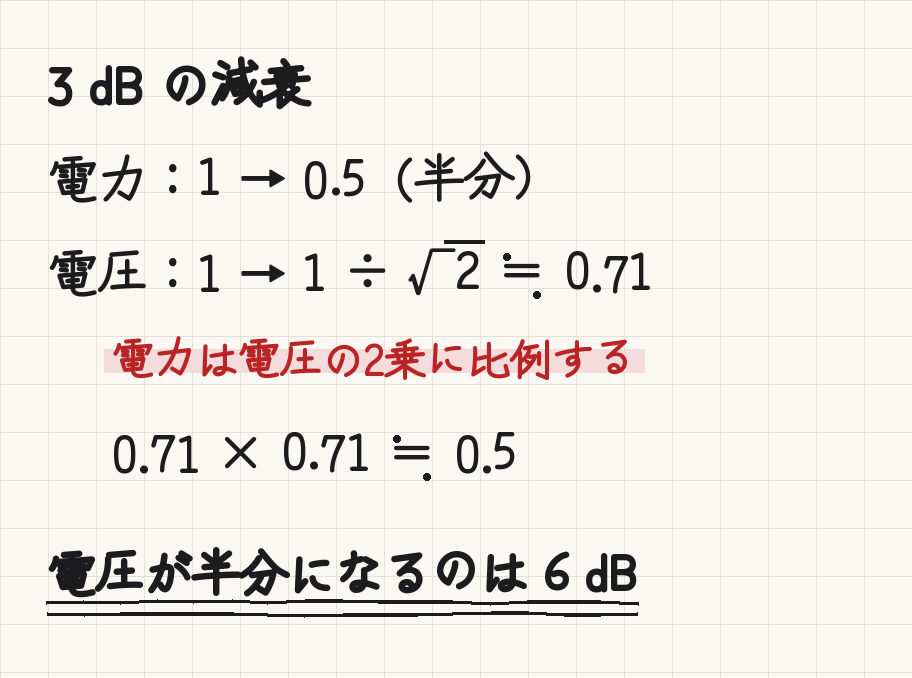 3 dB の減衰
電力：1 → 0.5（半分）
電圧：1 → 1 ÷ √2 ≒ 0.71
電力は電圧の2乗に比例する
0.71 × 0.71 ≒ 0.5
電圧が半分になるのは 6 dB